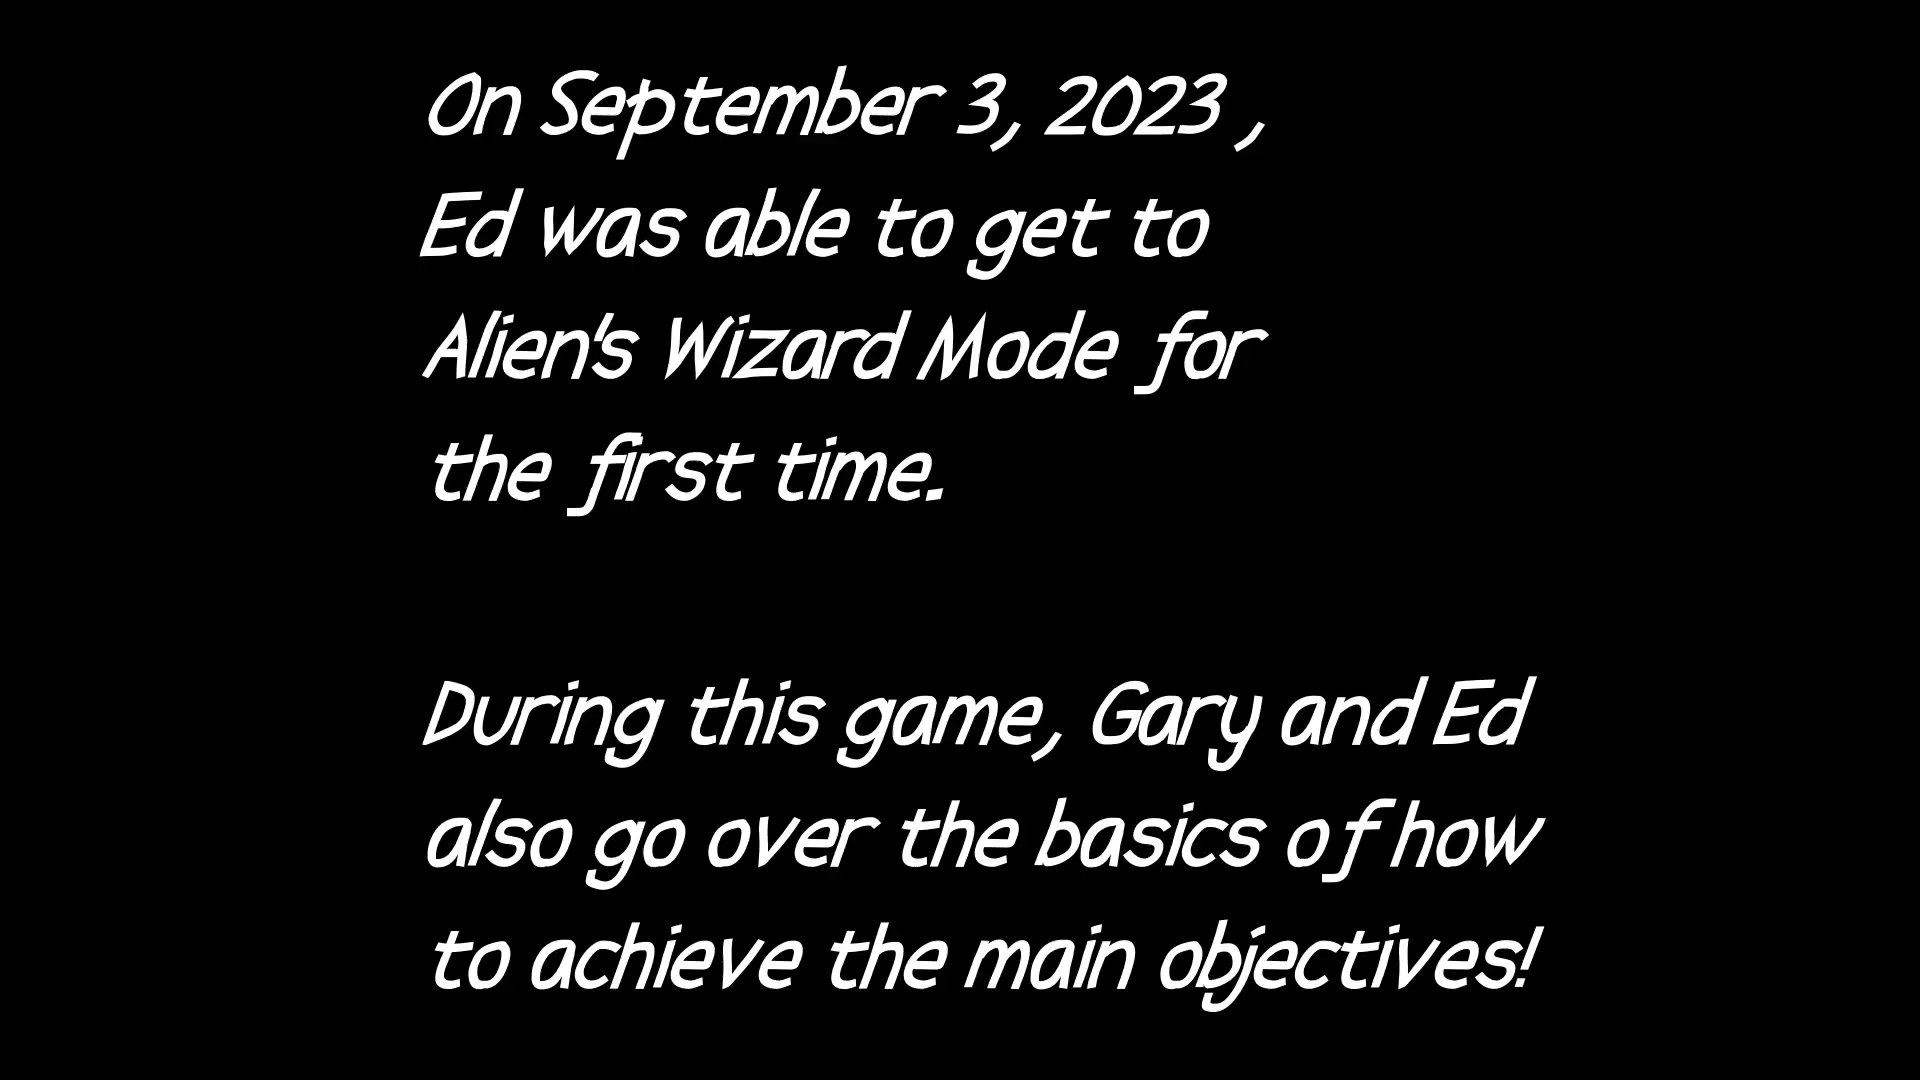 On September 3, 2023 ,
Ed was able to get to
Alien's Wizard Mode for
the first time.
During this game, Gary and Ed
also go over the basics of how
to achieve the main objectives!